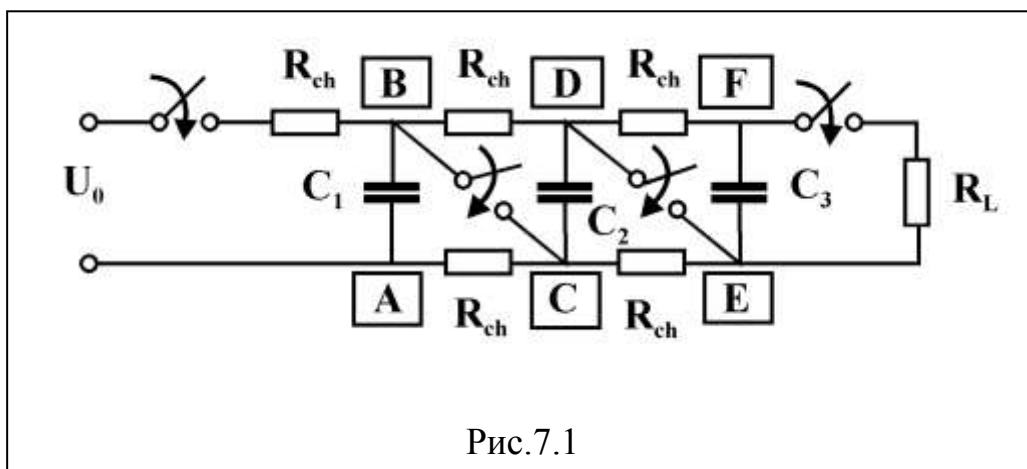 R_ch B R_ch D R_ch F
U_0 C_1 C_2 C_3 R_L
A R_ch C R_ch E
Рис.7.1